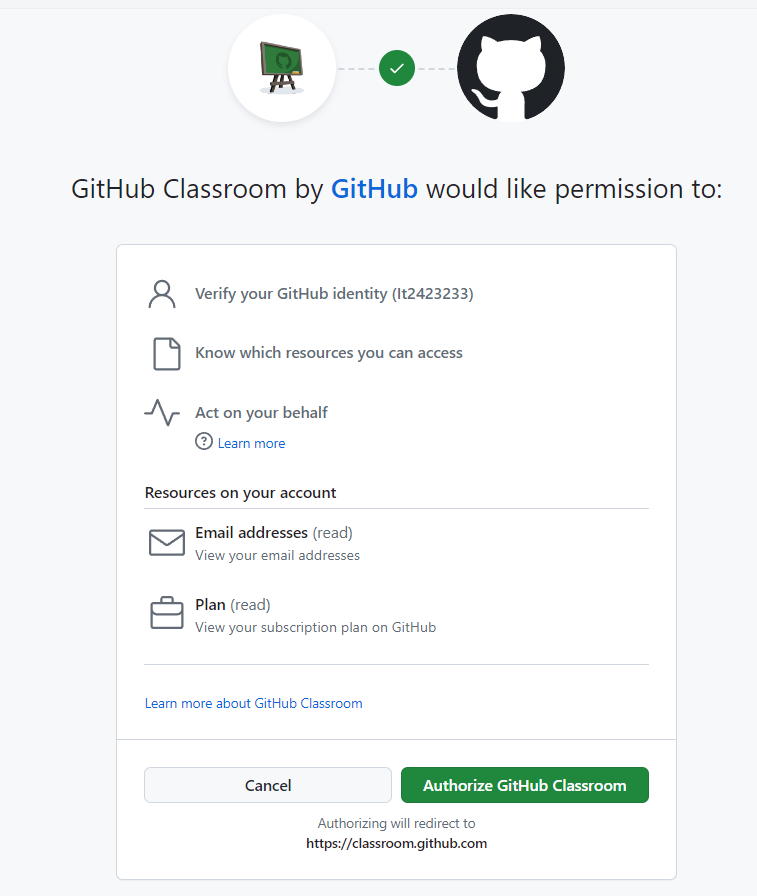 GitHub Classroom by GitHub would like permission to:
Verify your GitHub identity (It2423233)
Know which resources you can access
Act on your behalf
Learn more
Resources on your account
Email addresses (read)
View your email addresses
Plan (read)
View your subscription plan on GitHub
Learn more about GitHub Classroom
Cancel
Authorize GitHub Classroom
Authorizing will redirect to
https://classroom.github.com